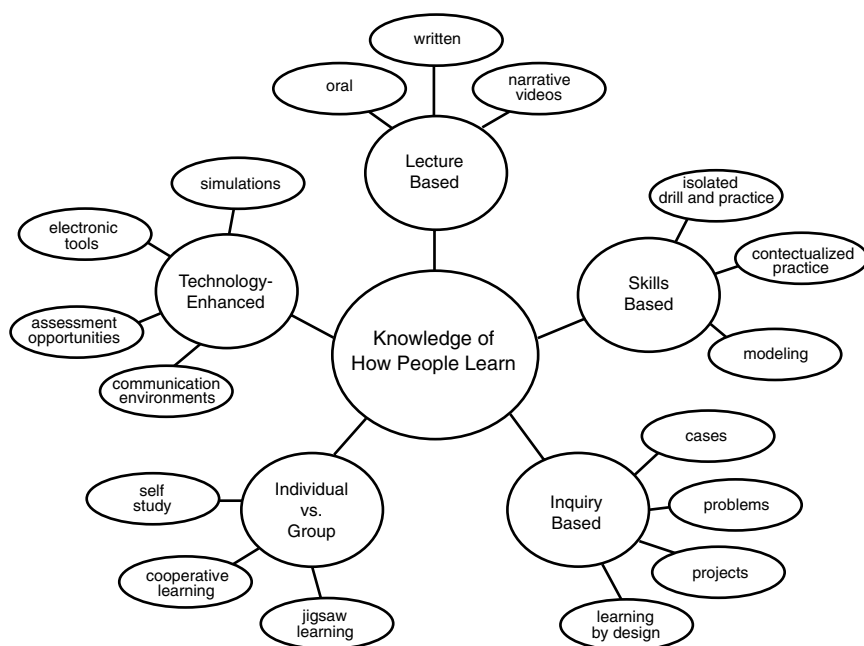 written
oral
narrative
videos
Lecture
Based
simulations
electronic
tools
Technology-
Enhanced
assessment
opportunities
communication
environments
isolated
drill and practice
contectualized
practice
Skills
Based
modeling
Knowledge of
How People Learn
self
study
Individual
vs.
Group
cooperative
learning
jigsaw
learning
cases
Inquiry
Based
problems
projects
learning
by design